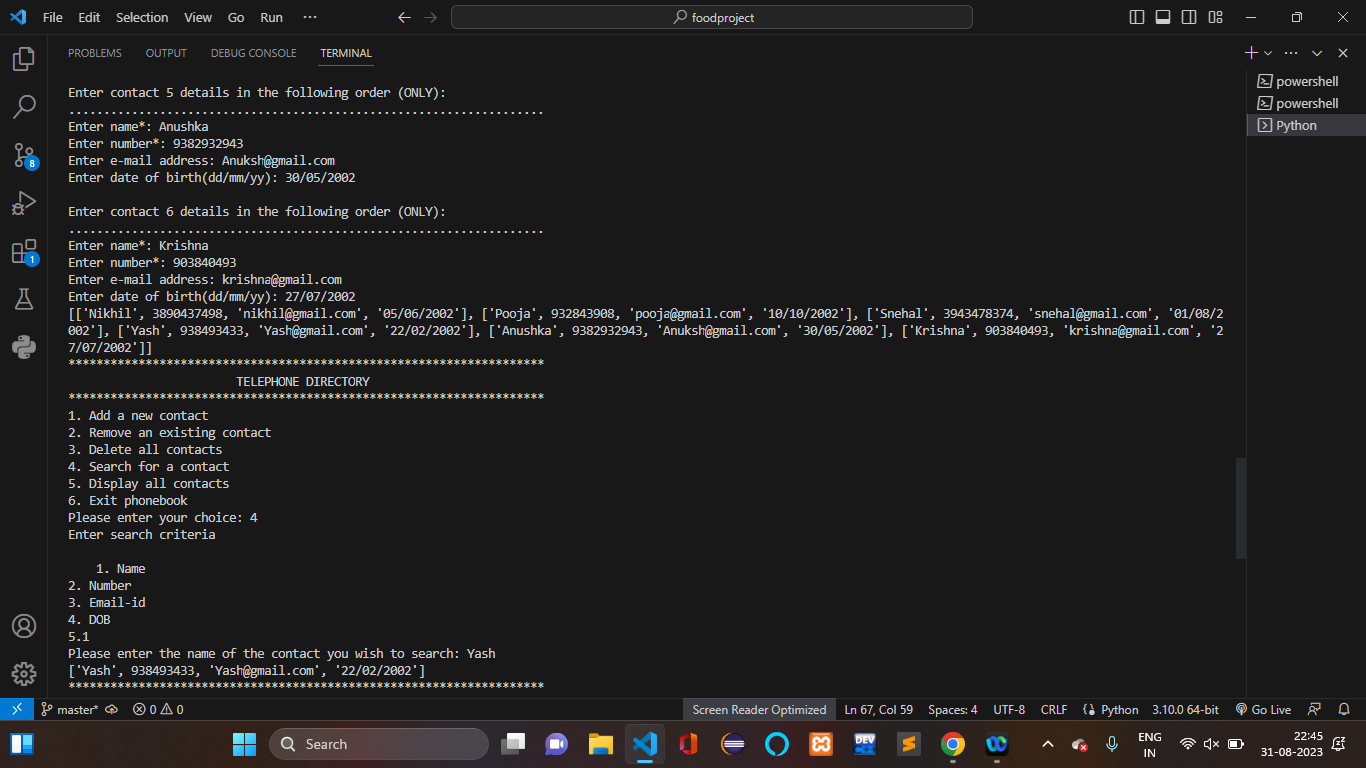 File Edit Selection View Go Run ···
foodproject
PROBLEMS OUTPUT DEBUG CONSOLE TERMINAL
powershell
powershell
Python
Enter contact 5 details in the following order (ONLY):
....................................................................
Enter name*: Anushka
Enter number*: 9382932943
Enter e-mail address: Anuksh@gmail.com
Enter date of birth(dd/mm/yy): 30/05/2002
Enter contact 6 details in the following order (ONLY):
....................................................................
Enter name*: Krishna
Enter number*: 903840493
Enter e-mail address: krishna@gmail.com
Enter date of birth(dd/mm/yy): 27/07/2002
[['Nikhil', 3890437498, 'nikhil@gmail.com', '05/06/2002'], ['Pooja', 932843908, 'pooja@gmail.com', '10/10/2002'], ['Snehal', 3943478374, 'snehal@gmail.com', '01/08/2
002'], ['Yash', 938493433, 'Yash@gmail.com', '22/02/2002'], ['Anushka', 9382932943, 'Anuksh@gmail.com', '30/05/2002'], ['Krishna', 903840493, 'krishna@gmail.com', '2
7/07/2002']]
********************************************************************
TELEPHONE DIRECTORY
********************************************************************
1. Add a new contact
2. Remove an existing contact
3. Delete all contacts
4. Search for a contact
5. Display all contacts
6. Exit phonebook
Please enter your choice: 4
Enter search criteria
1. Name
2. Number
3. Email-id
4. DOB
5.1
Please enter the name of the contact you wish to search: Yash
['Yash', 938493433, 'Yash@gmail.com', '22/02/2002']
********************************************************************
8
1
master* 0 0 Screen Reader Optimized Ln 67, Col 59 Spaces: 4 UTF-8 CRLF Python 3.10.0 64-bit Go Live
Search
DEV
ENG
IN
22:45
31-08-2023